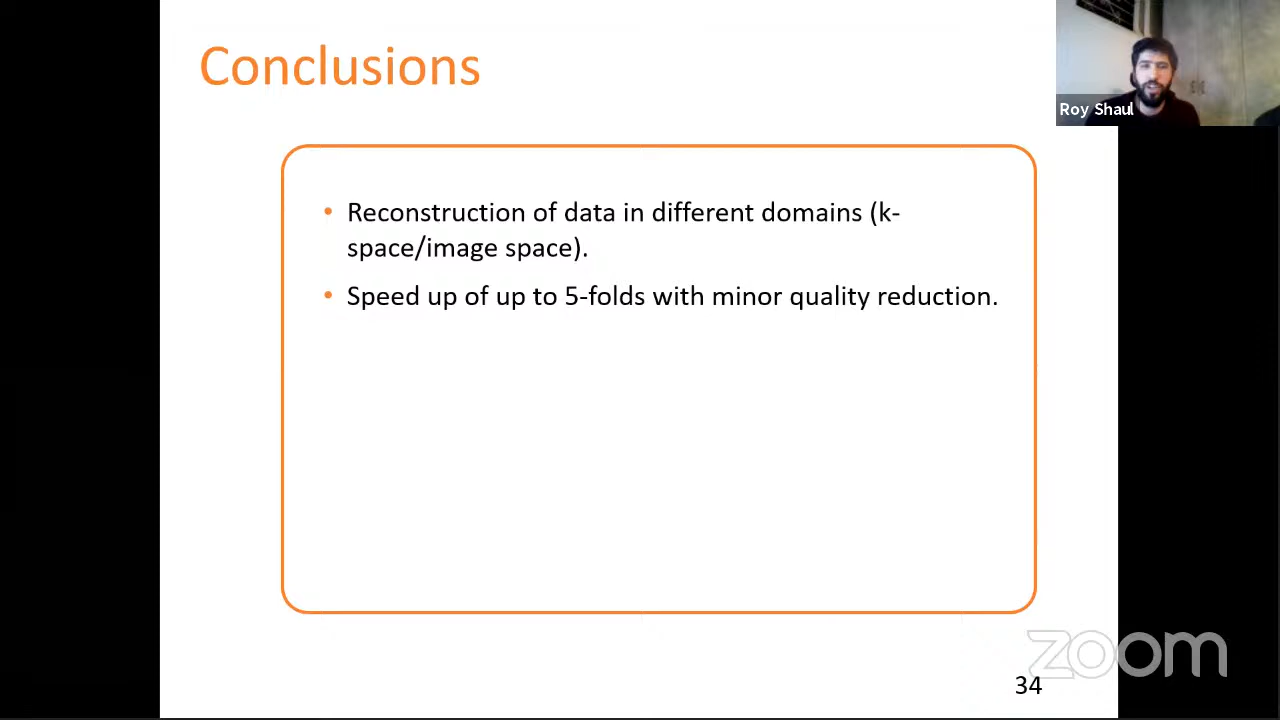 Conclusions
Roy Shaul
• Reconstruction of data in different domains (k-
space/image space).
• Speed up of up to 5-folds with minor quality reduction.
zoom
34